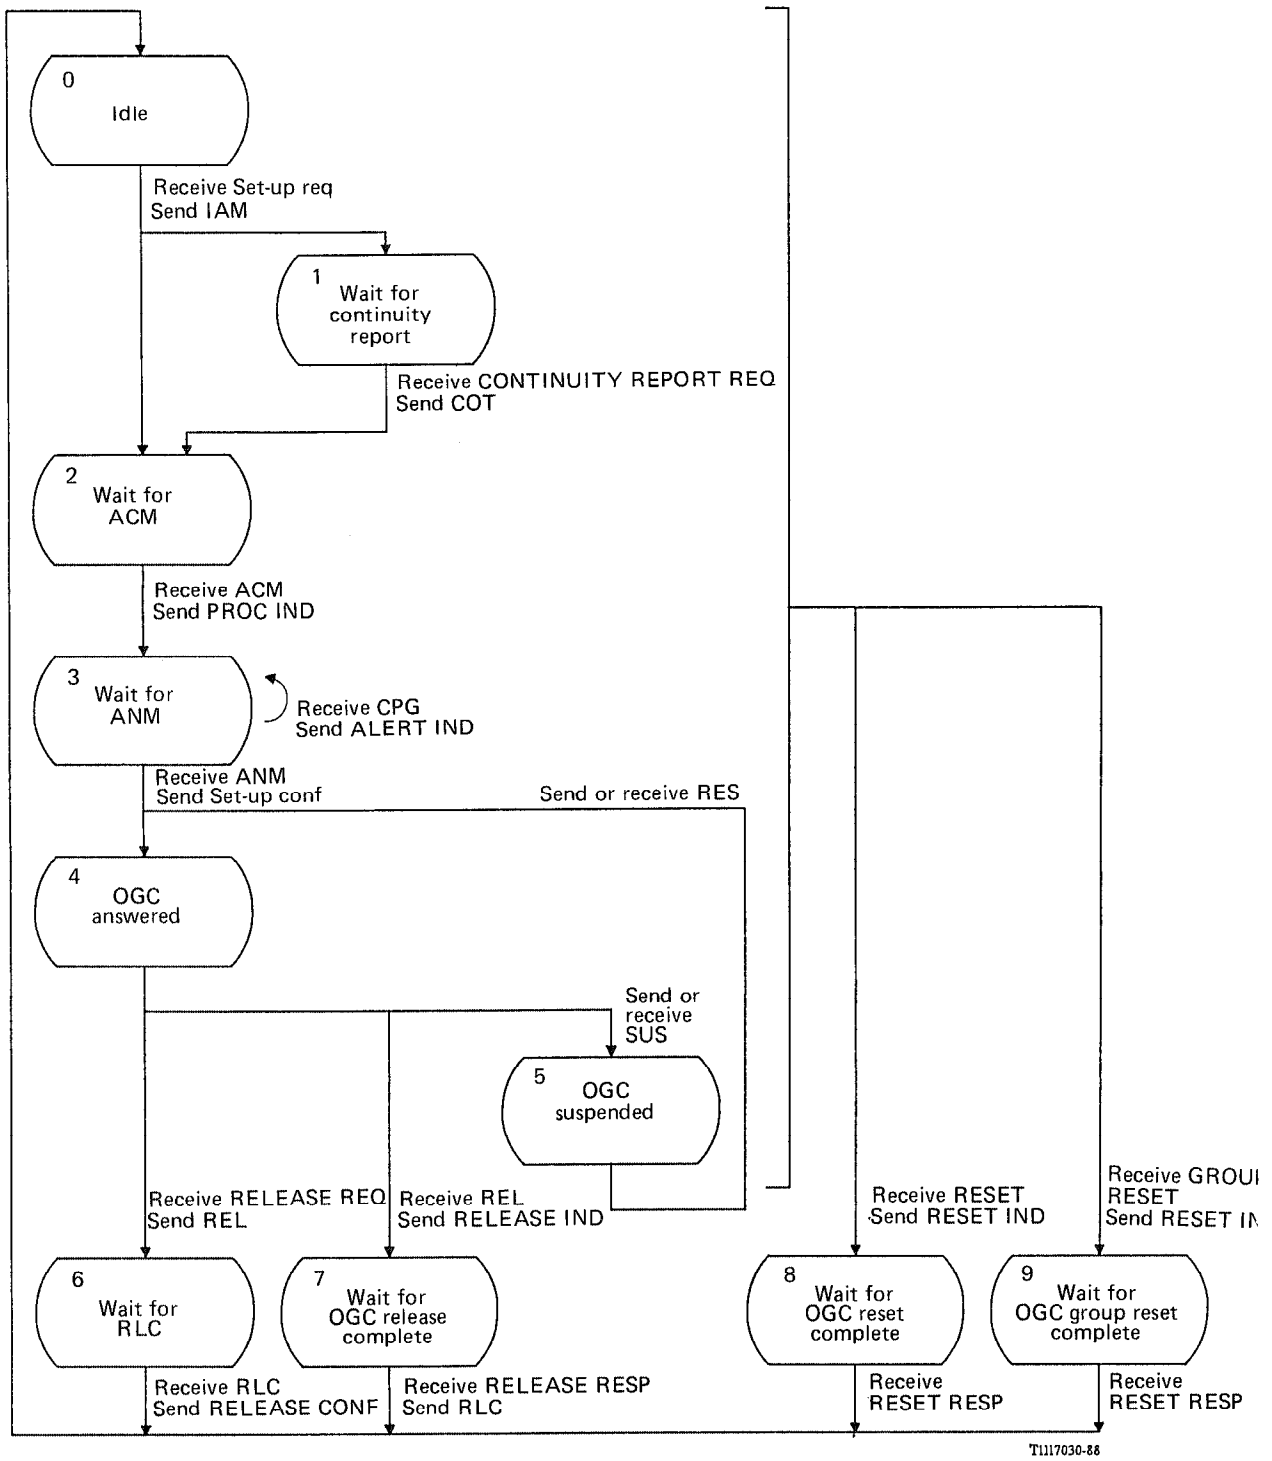 0
Idle
Receive Set-up req
Send IAM
1
Wait for
continuity
report
Receive CONTINUITY REPORT REQ
Send COT
2
Wait for
ACM
Receive ACM
Send PROC IND
3
Wait for
ANM
Receive CPG
Send ALERT IND
Receive ANM
Send Set-up conf
Send or receive RES
4
OGC
answered
Send or
receive
SUS
5
OGC
suspended
Receive RELEASE REQ
Send REL
Receive REL
Send RELEASE IND
Receive RESET
Send RESET IND
Receive
RESET
Send RESET
6
Wait for
RLC
7
Wait for
OGC release
complete
8
Wait for
OGC reset
complete
9
Wait for
OGC group reset
complete
Receive RLC
Send RELEASE CONF
Receive RELEASE RESP
Send RLC
Receive
RESET RESP
Receive
RESET RESP
T1117030-88